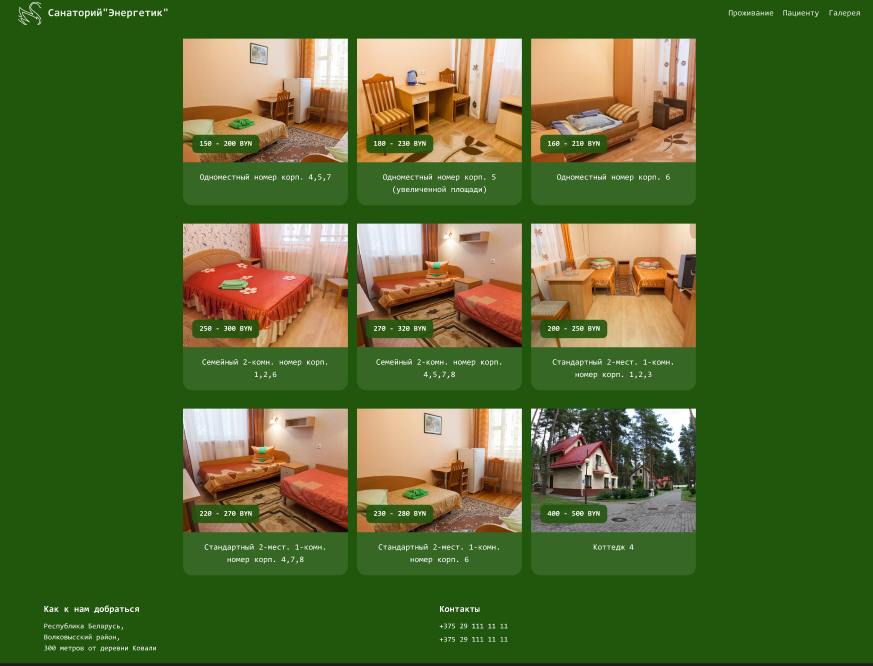 Санаторий"Энергетик"
Проживание Пациенту Галерея
150 - 200 BYN
180 - 230 BYN
160 - 210 BYN
Одноместный номер корп. 4,5,7
Одноместный номер корп. 5
(увеличенной площади)
Одноместный номер корп. 6
250 - 300 BYN
270 - 320 BYN
200 - 250 BYN
Семейный 2-комн. номер корп.
1,2,6
Семейный 2-комн. номер корп.
4,5,7,8
Стандартный 2-мест. 1-комн.
номер корп. 1,2,3
220 - 270 BYN
230 - 280 BYN
400 - 500 BYN
Стандартный 2-мест. 1-комн.
номер корп. 4,7,8
Стандартный 2-мест. 1-комн.
номер корп. 6
Коттедж 4
Как к нам добраться
Республика Беларусь,
Волковысский район,
300 метров от деревни Ковали
Контакты
+375 29 111 11 11
+375 29 111 11 11